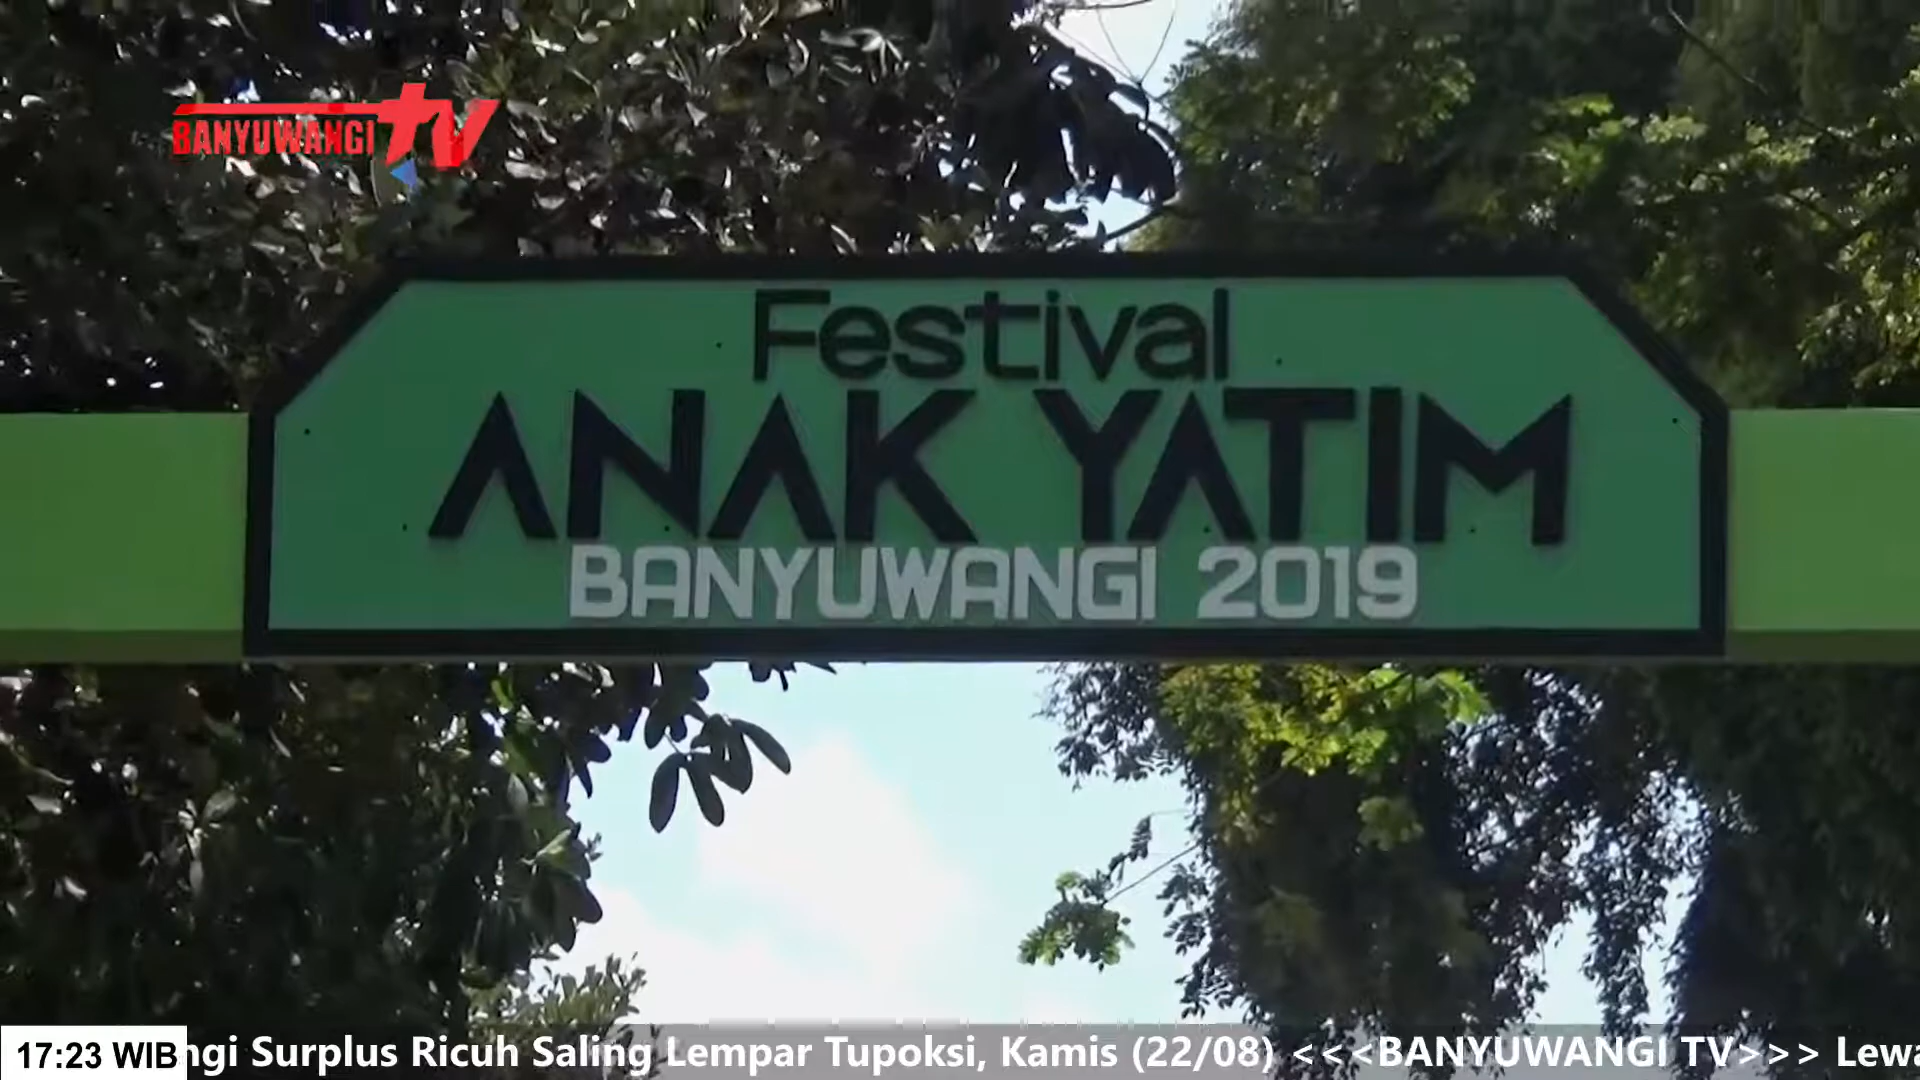 BANYUWANGI TV
Festival
ANAK YATIM
BANYUWANGI 2019
17:23 WIB
Surplus Ricuh Saling Lempar Tupoksi, Kamis (22/08) <<<BANYUWANGI TV>>>